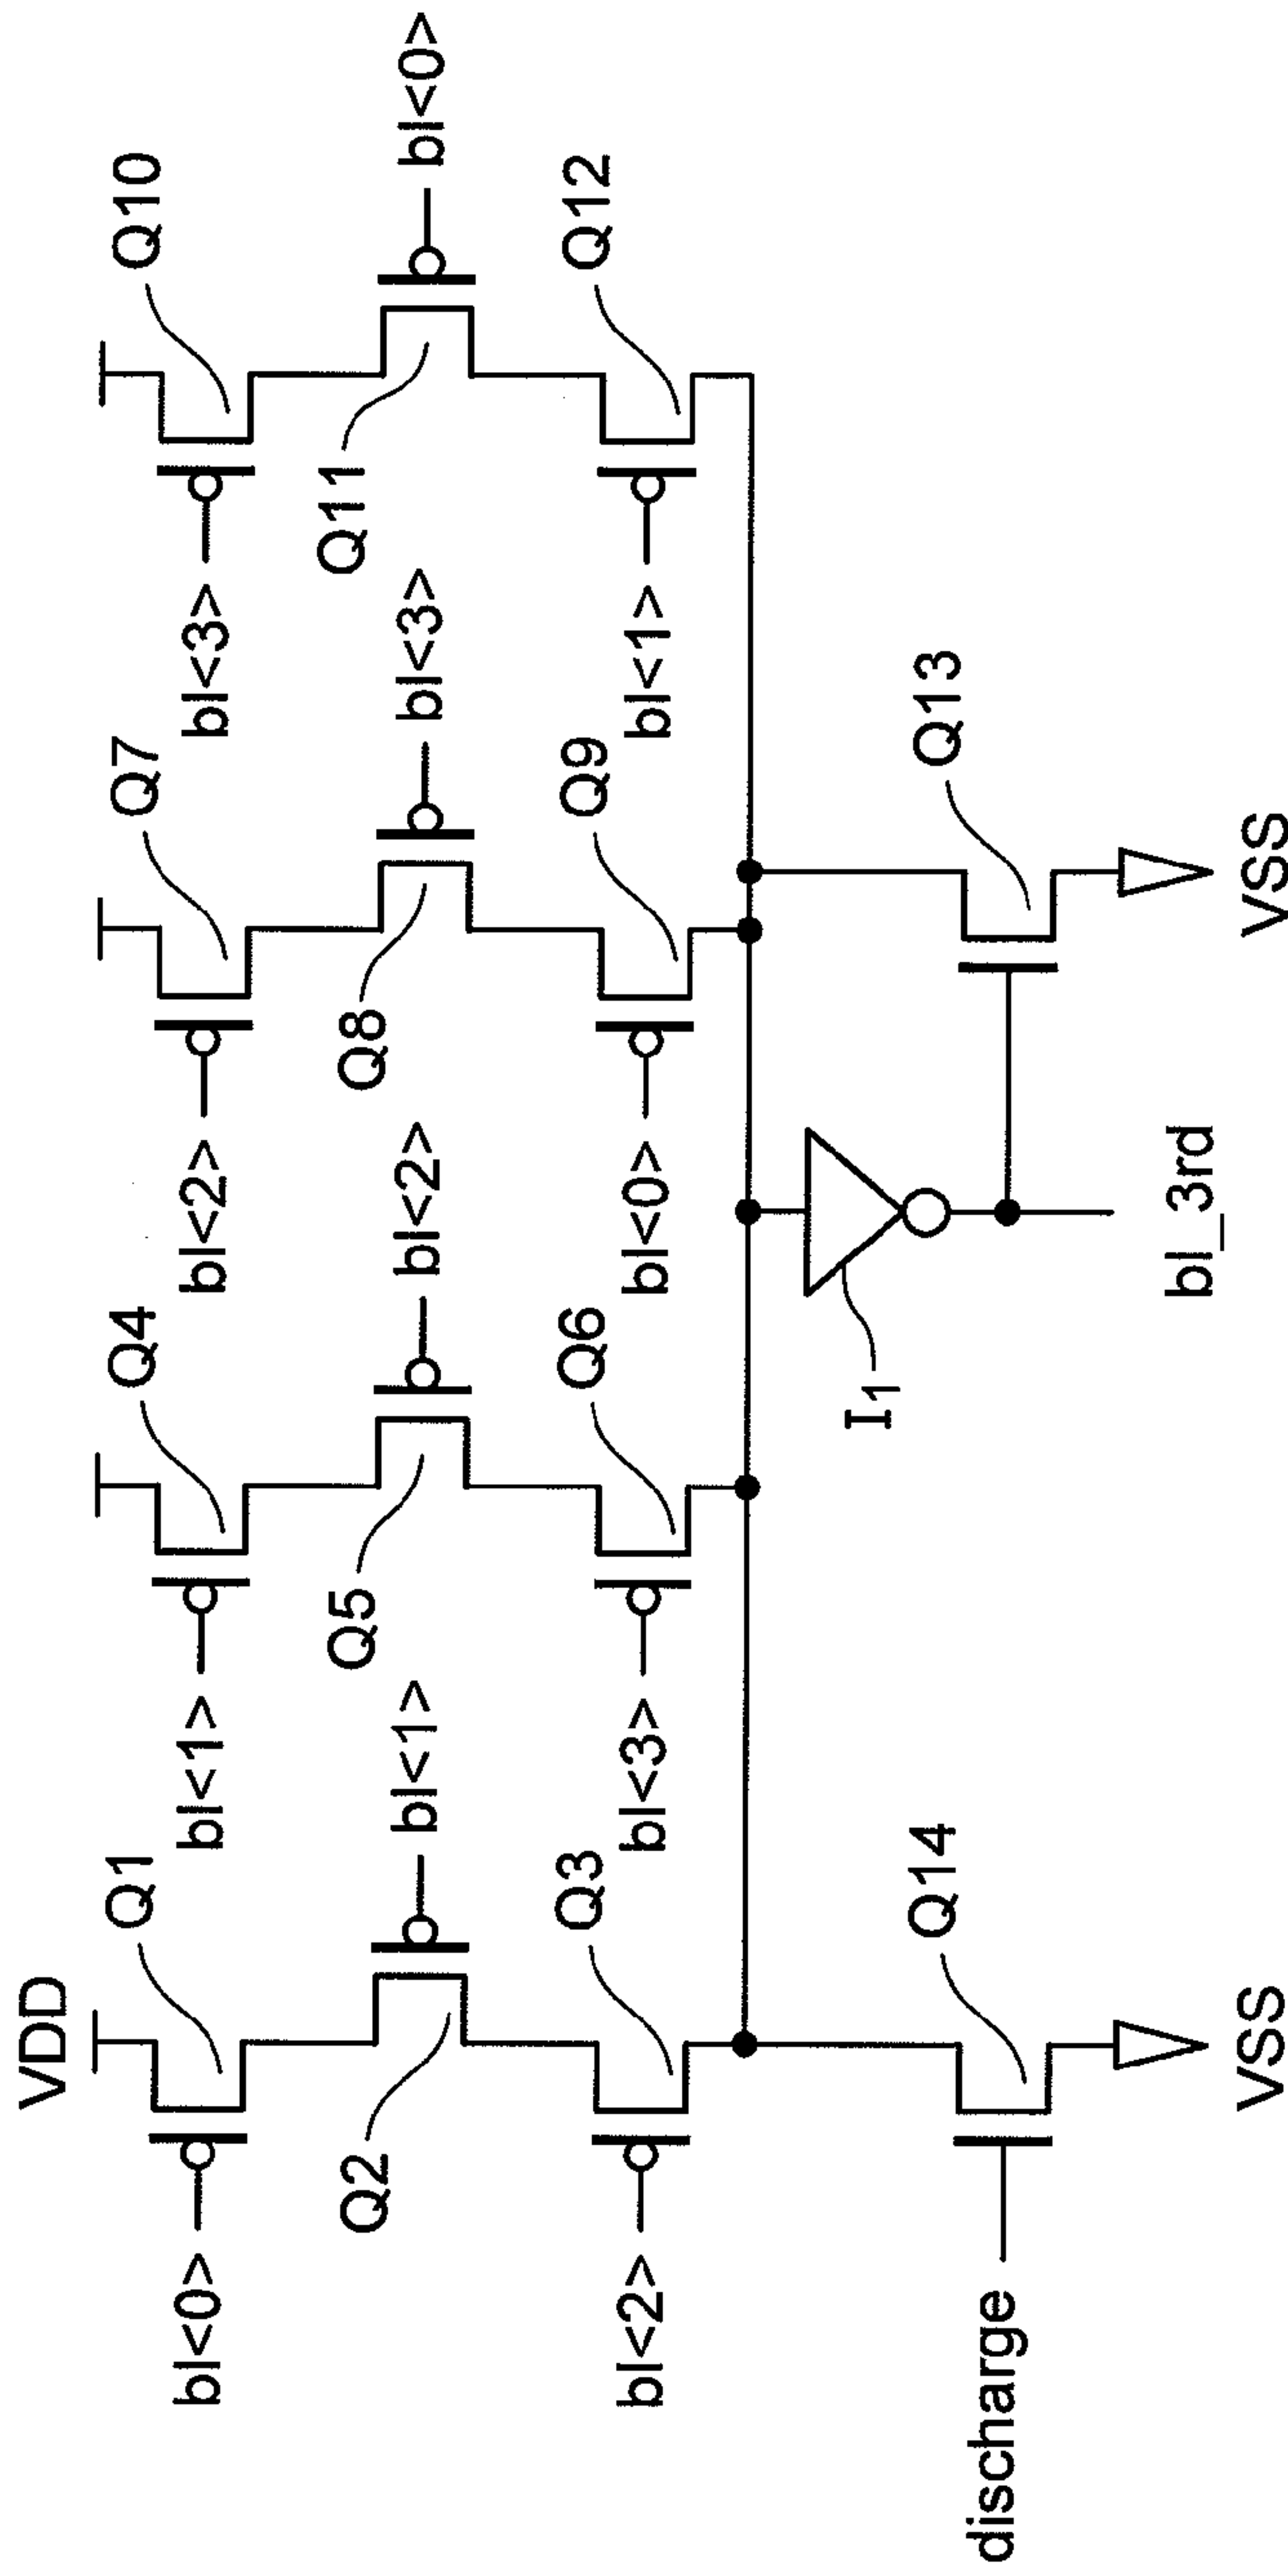 VDD
Q1
Q4
Q7
Q10
bl<0>
bl<1>
bl<2>
bl<3>
Q2
bl<1>
Q5
bl<2>
Q8
bl<3>
Q11
bl<0>
Q3
Q6
Q9
Q12
bl<2>
bl<3>
bl<0>
bl<1>
I1
Q14
Q13
discharge
bl_3rd
VSS
VSS